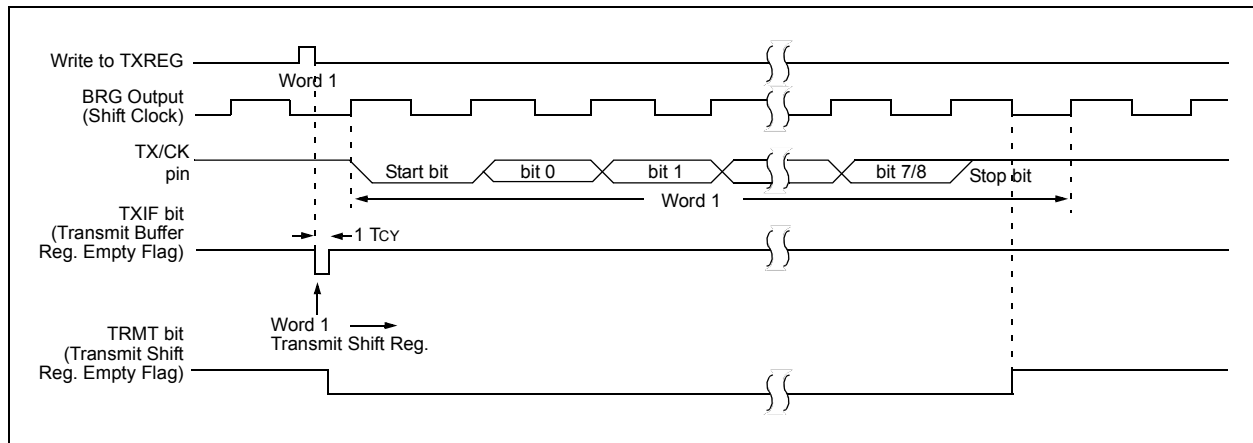 Write to TXREG
Word 1
BRG Output
(Shift Clock)
TX/CK
pin
Start bit
bit 0
bit 1
bit 7/8
Stop bit
Word 1
TXIF bit
(Transmit Buffer
Reg. Empty Flag)
1 TCY
Word 1
Transmit Shift Reg.
TRMT bit
(Transmit Shift
Reg. Empty Flag)